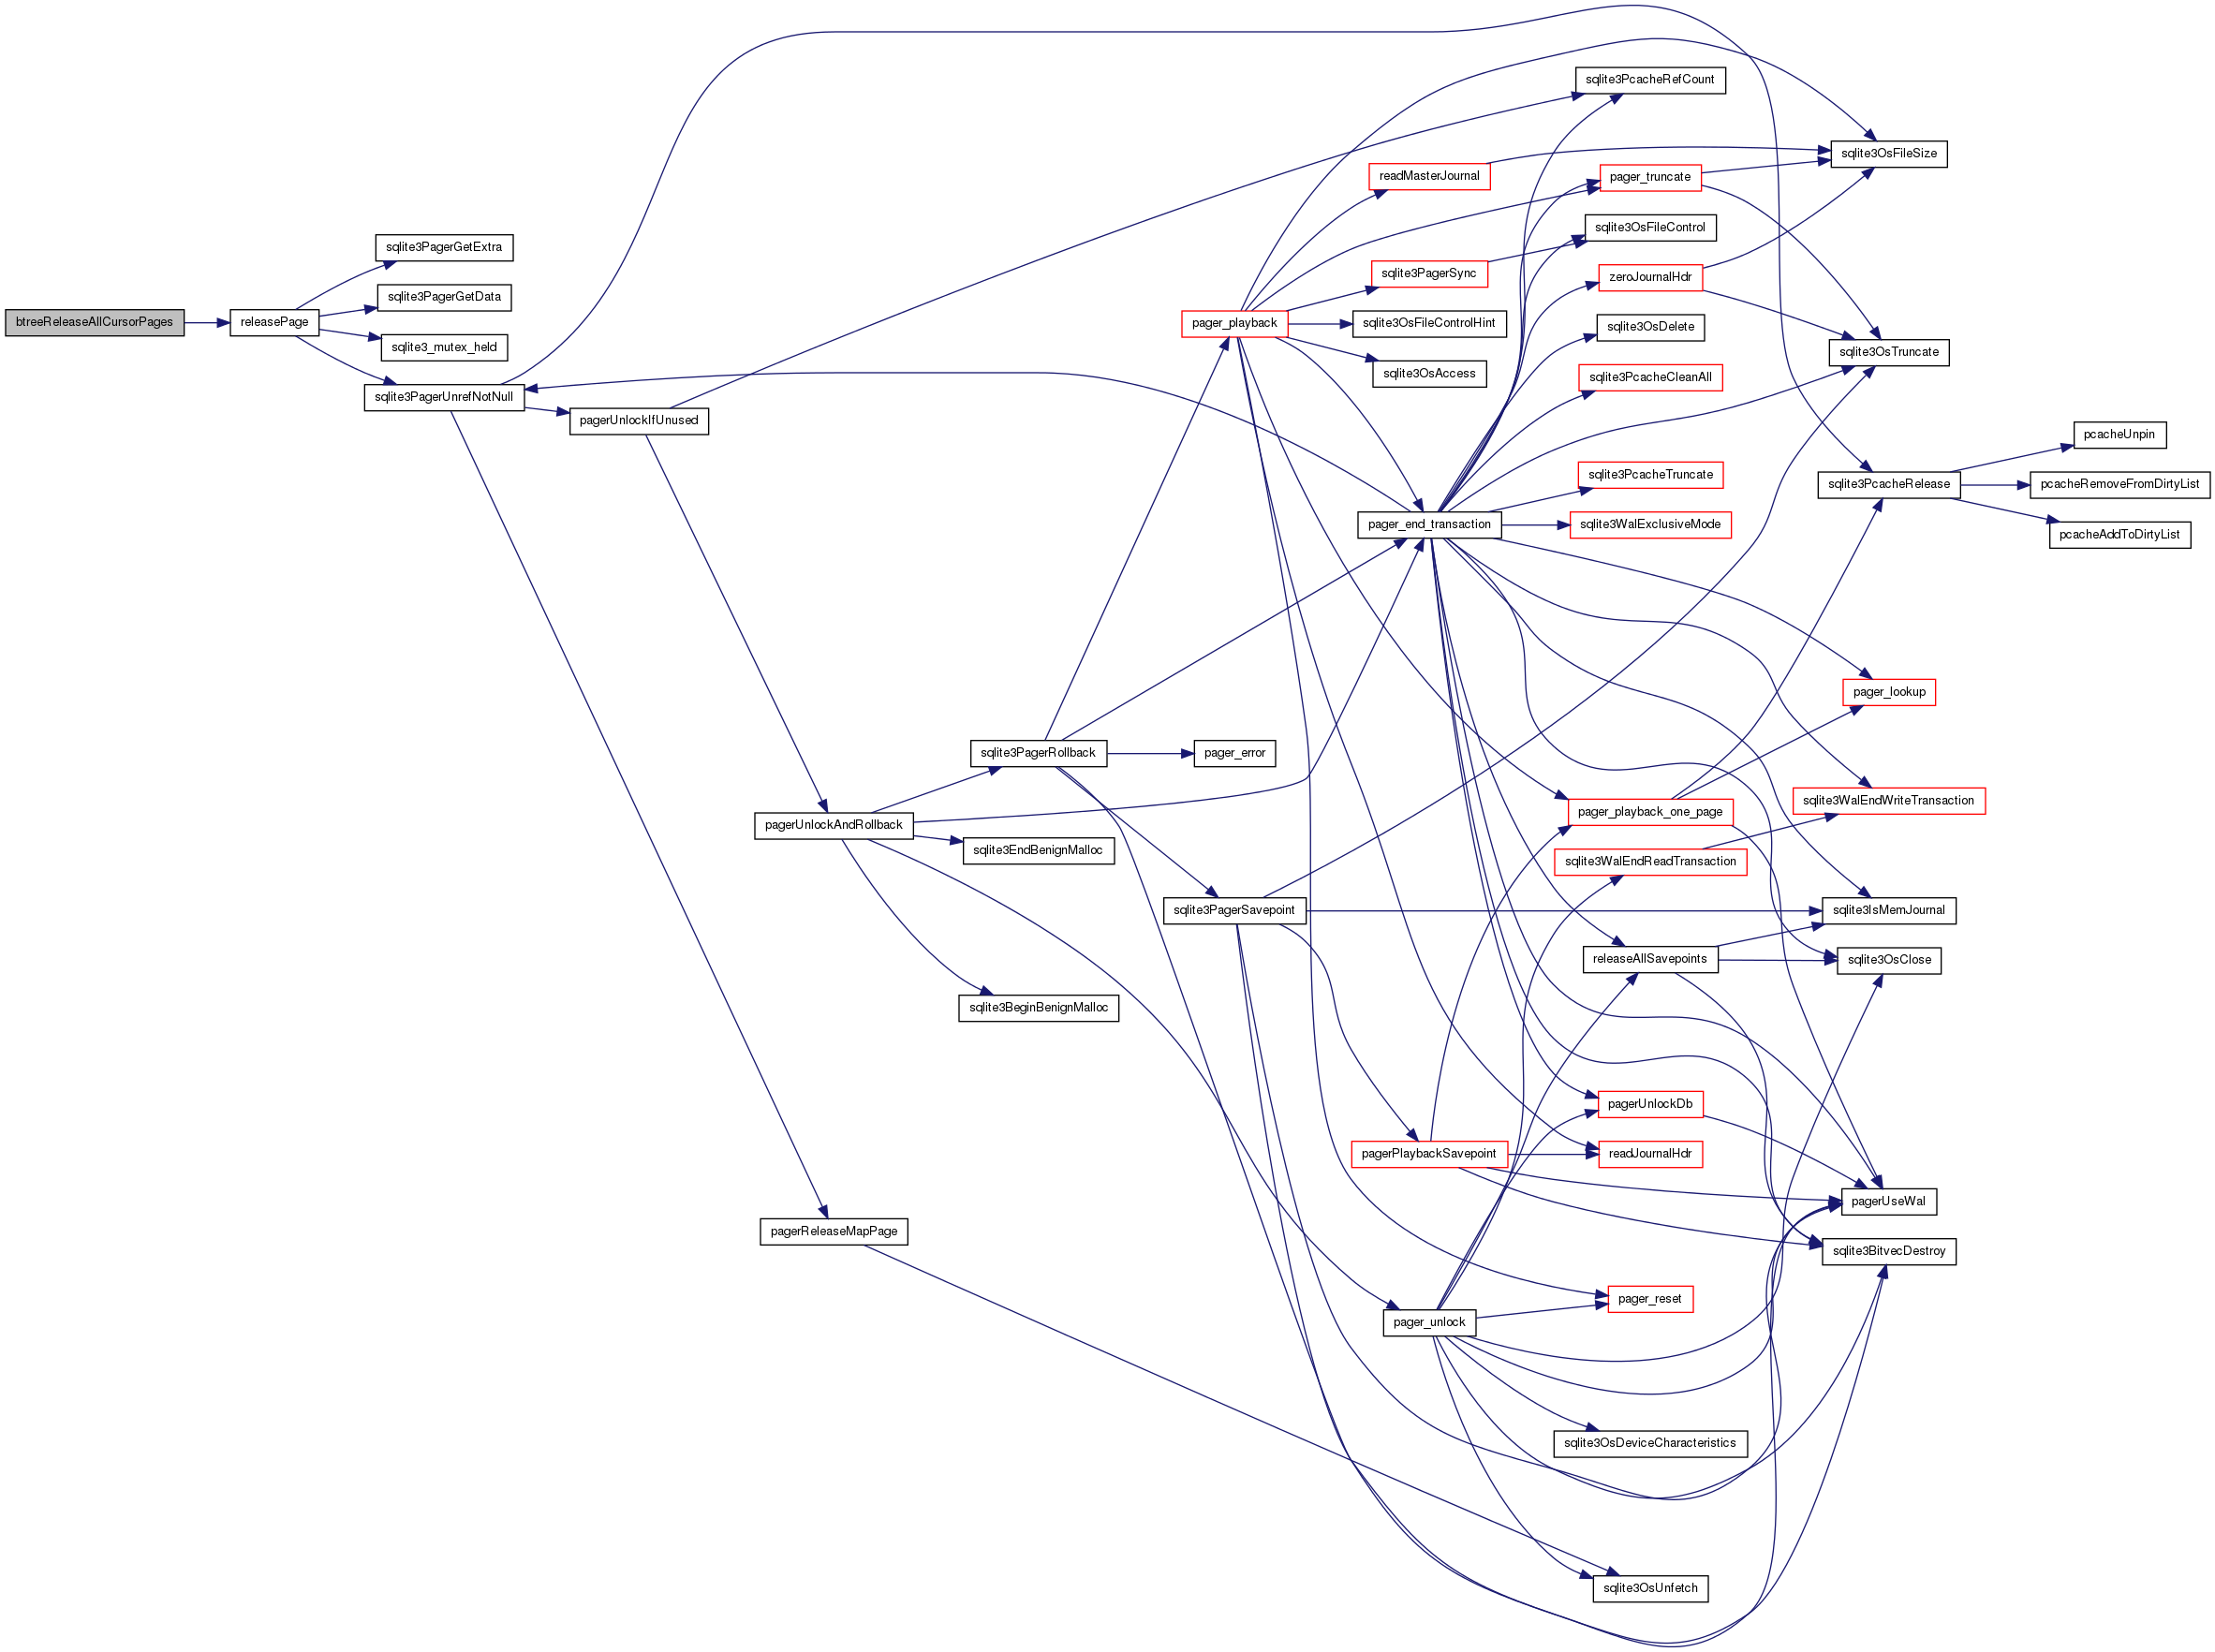 btreeReleaseAllCursorPages
releasePage
sqlite3PagerGetExtra
sqlite3PagerGetData
sqlite3_mutex_held
sqlite3PagerUnrefNotNull
pagerUnlockIfUnused
pagerUnlockAndRollback
pagerReleaseMapPage
sqlite3PagerRollback
sqlite3EndBenignMalloc
sqlite3BeginBenignMalloc
pager_playback
pager_error
sqlite3PagerSavepoint
readMasterJournal
sqlite3PagerSync
sqlite3OsFileControlHint
sqlite3OsAccess
pager_end_transaction
pagerPlaybackSavepoint
pager_unlock
sqlite3PcacheRefCount
pager_truncate
sqlite3OsFileControl
zeroJournalHdr
sqlite3OsDelete
sqlite3PcacheCleanAll
sqlite3PcacheTruncate
sqlite3WalExclusiveMode
pager_playback_one_page
sqlite3WalEndReadTransaction
releaseAllSavepoints
pagerUnlockDb
readJournalHdr
pager_reset
sqlite3OsDeviceCharacteristics
sqlite3OsUnfetch
sqlite3OsFileSize
sqlite3OsTruncate
sqlite3PcacheRelease
pager_lookup
sqlite3WalEndWriteTransaction
sqlite3IsMemJournal
sqlite3OsClose
pagerUseWal
sqlite3BitvecDestroy
pcacheUnpin
pcacheRemoveFromDirtyList
pcacheAddToDirtyList